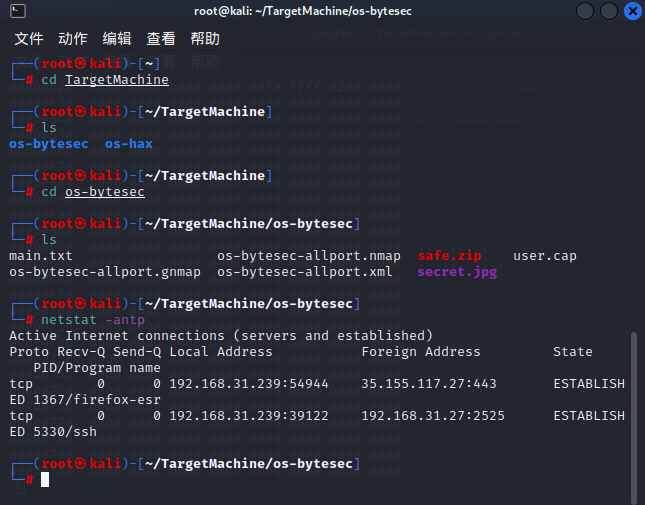 root@kali: ~/TargetMachine/os-bytesec
文件 动作 编辑 查看 帮助
┌──(root㉿kali)-[~]
└─# cd TargetMachine
┌──(root㉿kali)-[~/TargetMachine]
└─# ls
os-bytesec  os-hax
┌──(root㉿kali)-[~/TargetMachine]
└─# cd os-bytesec
┌──(root㉿kali)-[~/TargetMachine/os-bytesec]
└─# ls
main.txt                  os-bytesec-allport.nmap  safe.zip    user.cap
os-bytesec-allport.gnmap  os-bytesec-allport.xml   secret.jpg
┌──(root㉿kali)-[~/TargetMachine/os-bytesec]
└─# netstat -antp
Active Internet connections (servers and established)
Proto Recv-Q Send-Q Local Address           Foreign Address         State
   PID/Program name
tcp        0      0 192.168.31.239:54944    35.155.117.27:443       ESTABLISH
ED 1367/firefox-esr
tcp        0      0 192.168.31.239:39122    192.168.31.27:2525      ESTABLISH
ED 5330/ssh
┌──(root㉿kali)-[~/TargetMachine/os-bytesec]
└─#